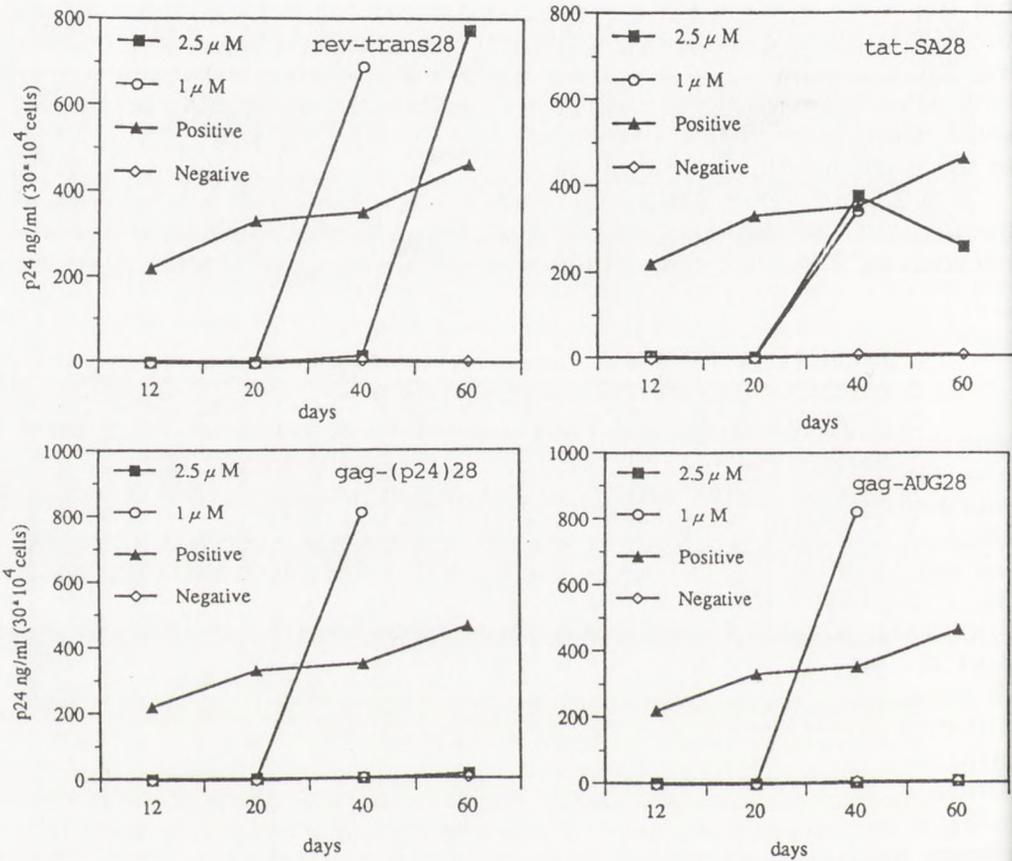 rev-trans28
800
600
400
200
0
p24 ng/ml (30*10⁴cells)
2.5 μ M
1 μ M
Positive
Negative
12 20 40 60
days
tat-SA28
800
600
400
200
0
2.5 μ M
1 μ M
Positive
Negative
12 20 40 60
days
gag-(p24)28
1000
800
600
400
200
0
p24 ng/ml (30*10⁴cells)
2.5 μ M
1 μ M
Positive
Negative
12 20 40 60
days
gag-AUG28
1000
800
600
400
200
0
2.5 μ M
1 μ M
Positive
Negative
12 20 40 60
days